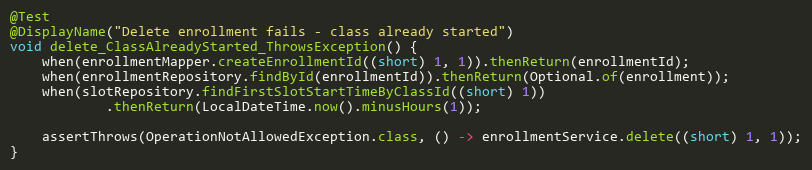 @Test
@DisplayName("Delete enrollment fails - class already started")
void delete_ClassAlreadyStarted_ThrowsException() {
    when(enrollmentMapper.createEnrollmentId((short) 1, 1)).thenReturn(enrollmentId);
    when(enrollmentRepository.findById(enrollmentId)).thenReturn(Optional.of(enrollment));
    when(slotRepository.findFirstSlotStartTimeByClassId((short) 1))
            .thenReturn(LocalDateTime.now().minusHours(1));

    assertThrows(OperationNotAllowedException.class, () -> enrollmentService.delete((short) 1, 1));
}